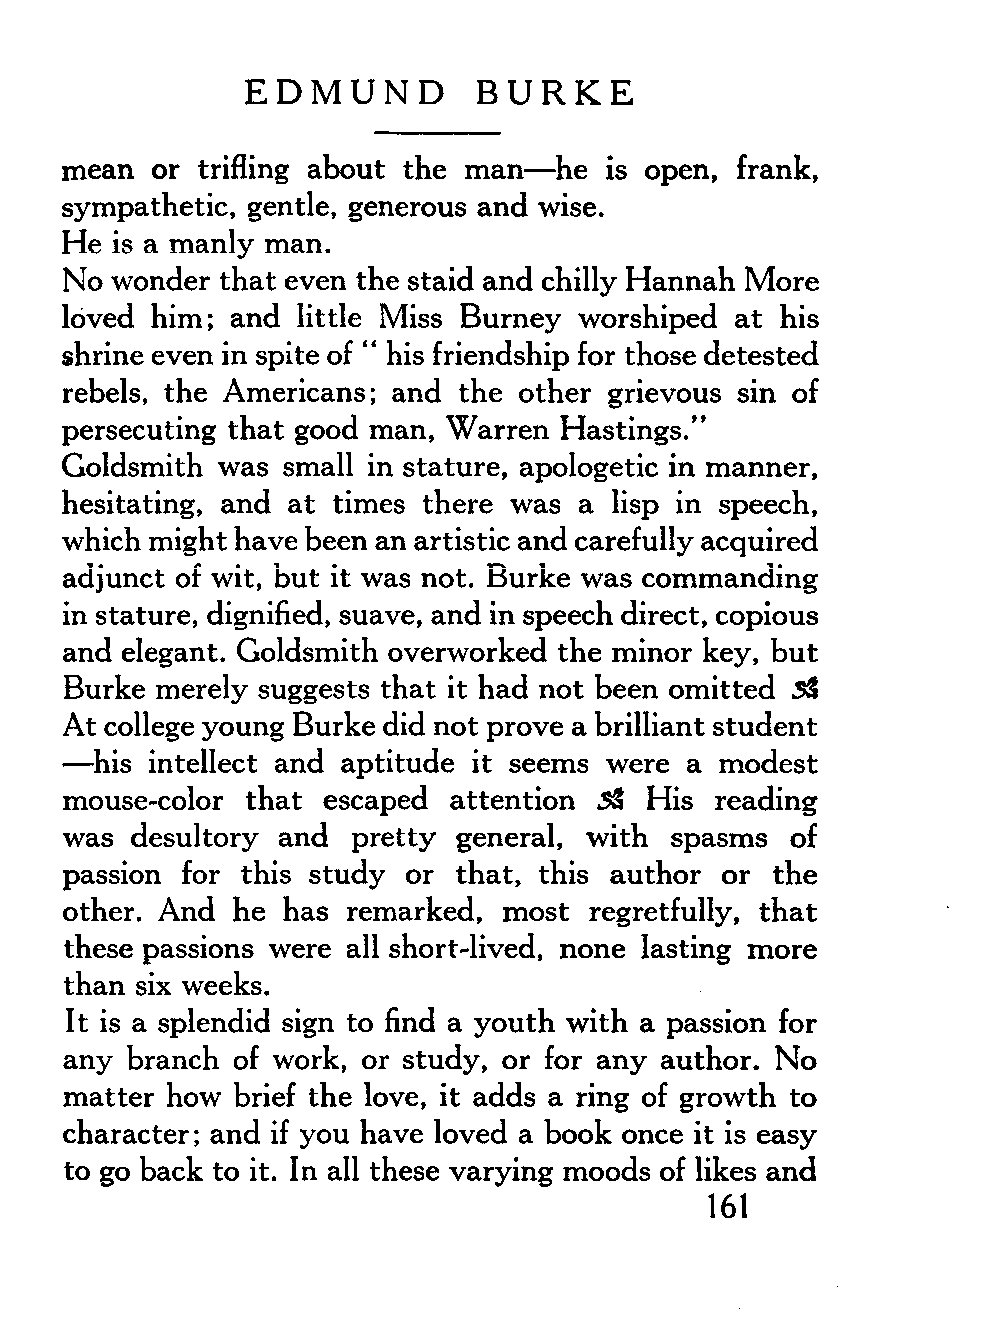 EDMUND BURKE
mean or trifling about the man—he is open, frank,
sympathetic, gentle, generous and wise.
He is a manly man.
No wonder that even the staid and chilly Hannah More
loved him; and little Miss Burney worshiped at his
shrine even in spite of “ his friendship for those detested
rebels, the Americans; and the other grievous sin of
persecuting that good man, Warren Hastings.”
Goldsmith was small in stature, apologetic in manner,
hesitating, and at times there was a lisp in speech,
which might have been an artistic and carefully acquired
adjunct of wit, but it was not. Burke was commanding
in stature, dignified, suave, and in speech direct, copious
and elegant. Goldsmith overworked the minor key, but
Burke merely suggests that it had not been omitted
At college young Burke did not prove a brilliant student
—his intellect and aptitude it seems were a modest
mouse-color that escaped attention His reading
was desultory and pretty general, with spasms of
passion for this study or that, this author or the
other. And he has remarked, most regretfully, that
these passions were all short-lived, none lasting more
than six weeks.
It is a splendid sign to find a youth with a passion for
any branch of work, or study, or for any author. No
matter how brief the love, it adds a ring of growth to
character; and if you have loved a book once it is easy
to go back to it. In all these varying moods of likes and
161